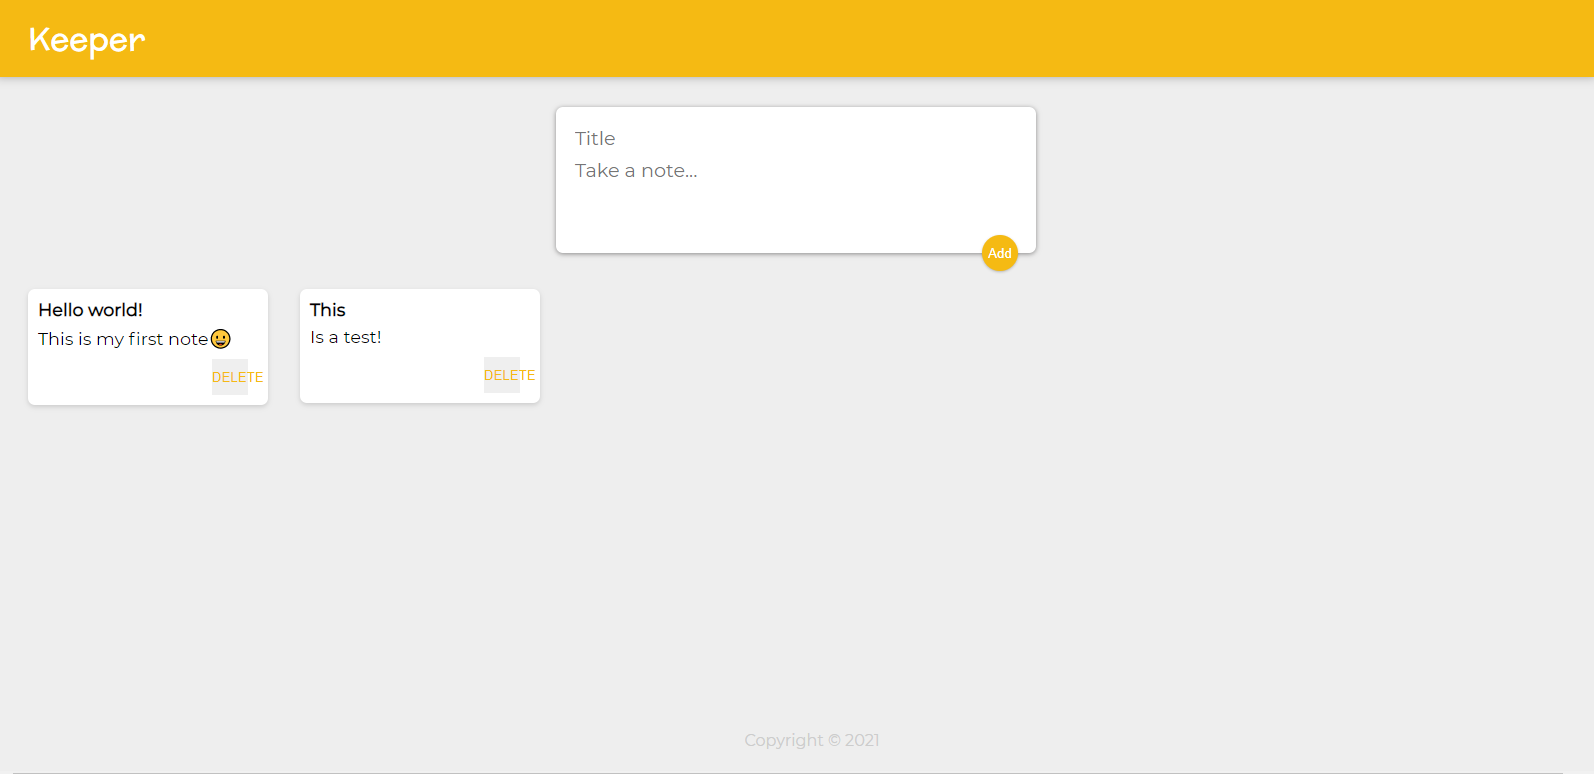 Keeper
Title
Take a note...
Add
Hello world!
This is my first note😀
DELETE
This
Is a test!
DELETE
Copyright © 2021